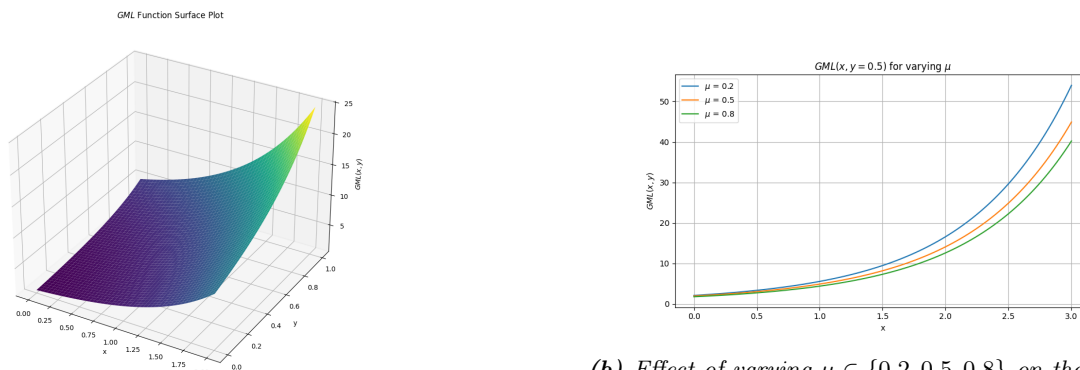 GML Function Surface Plot
25
20
15
10
5
GML(x, y)
0.00
0.25
0.50
0.75
1.00
1.25
1.50
1.75
x
0.0
0.2
0.4
0.6
0.8
1.0
y
GML(x, y = 0.5) for varying μ
μ = 0.2
μ = 0.5
μ = 0.8
50
40
30
20
10
0
GML(x, y)
0.0 0.5 1.0 1.5 2.0 2.5 3.0
x
(b) Effect of varying μ ∈ {0.2, 0.5, 0.8} on the